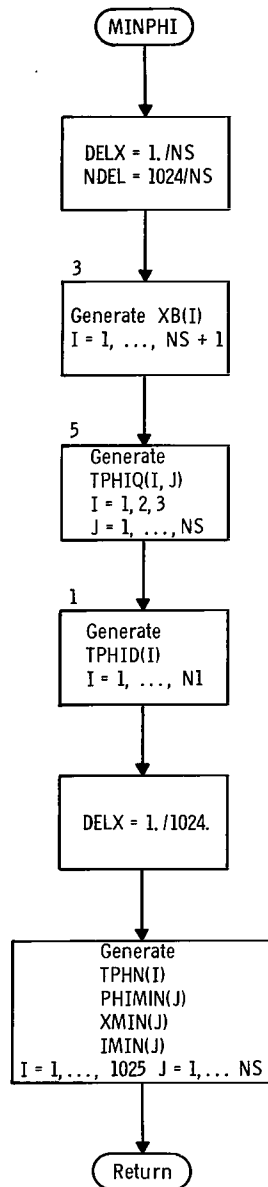 MINPHI
DELX = 1./NS
NDEL = 1024/NS
3
Generate XB(I)
I = 1, ..., NS + 1
5
Generate
TPHIQ(I, J)
I = 1, 2, 3
J = 1, ..., NS
1
Generate
TPHID(I)
I = 1, ..., N1
DELX = 1./1024.
Generate
TPHN(I)
PHIMIN(J)
XMIN(J)
IMIN(J)
I = 1, ..., 1025 J = 1, ... NS
Return